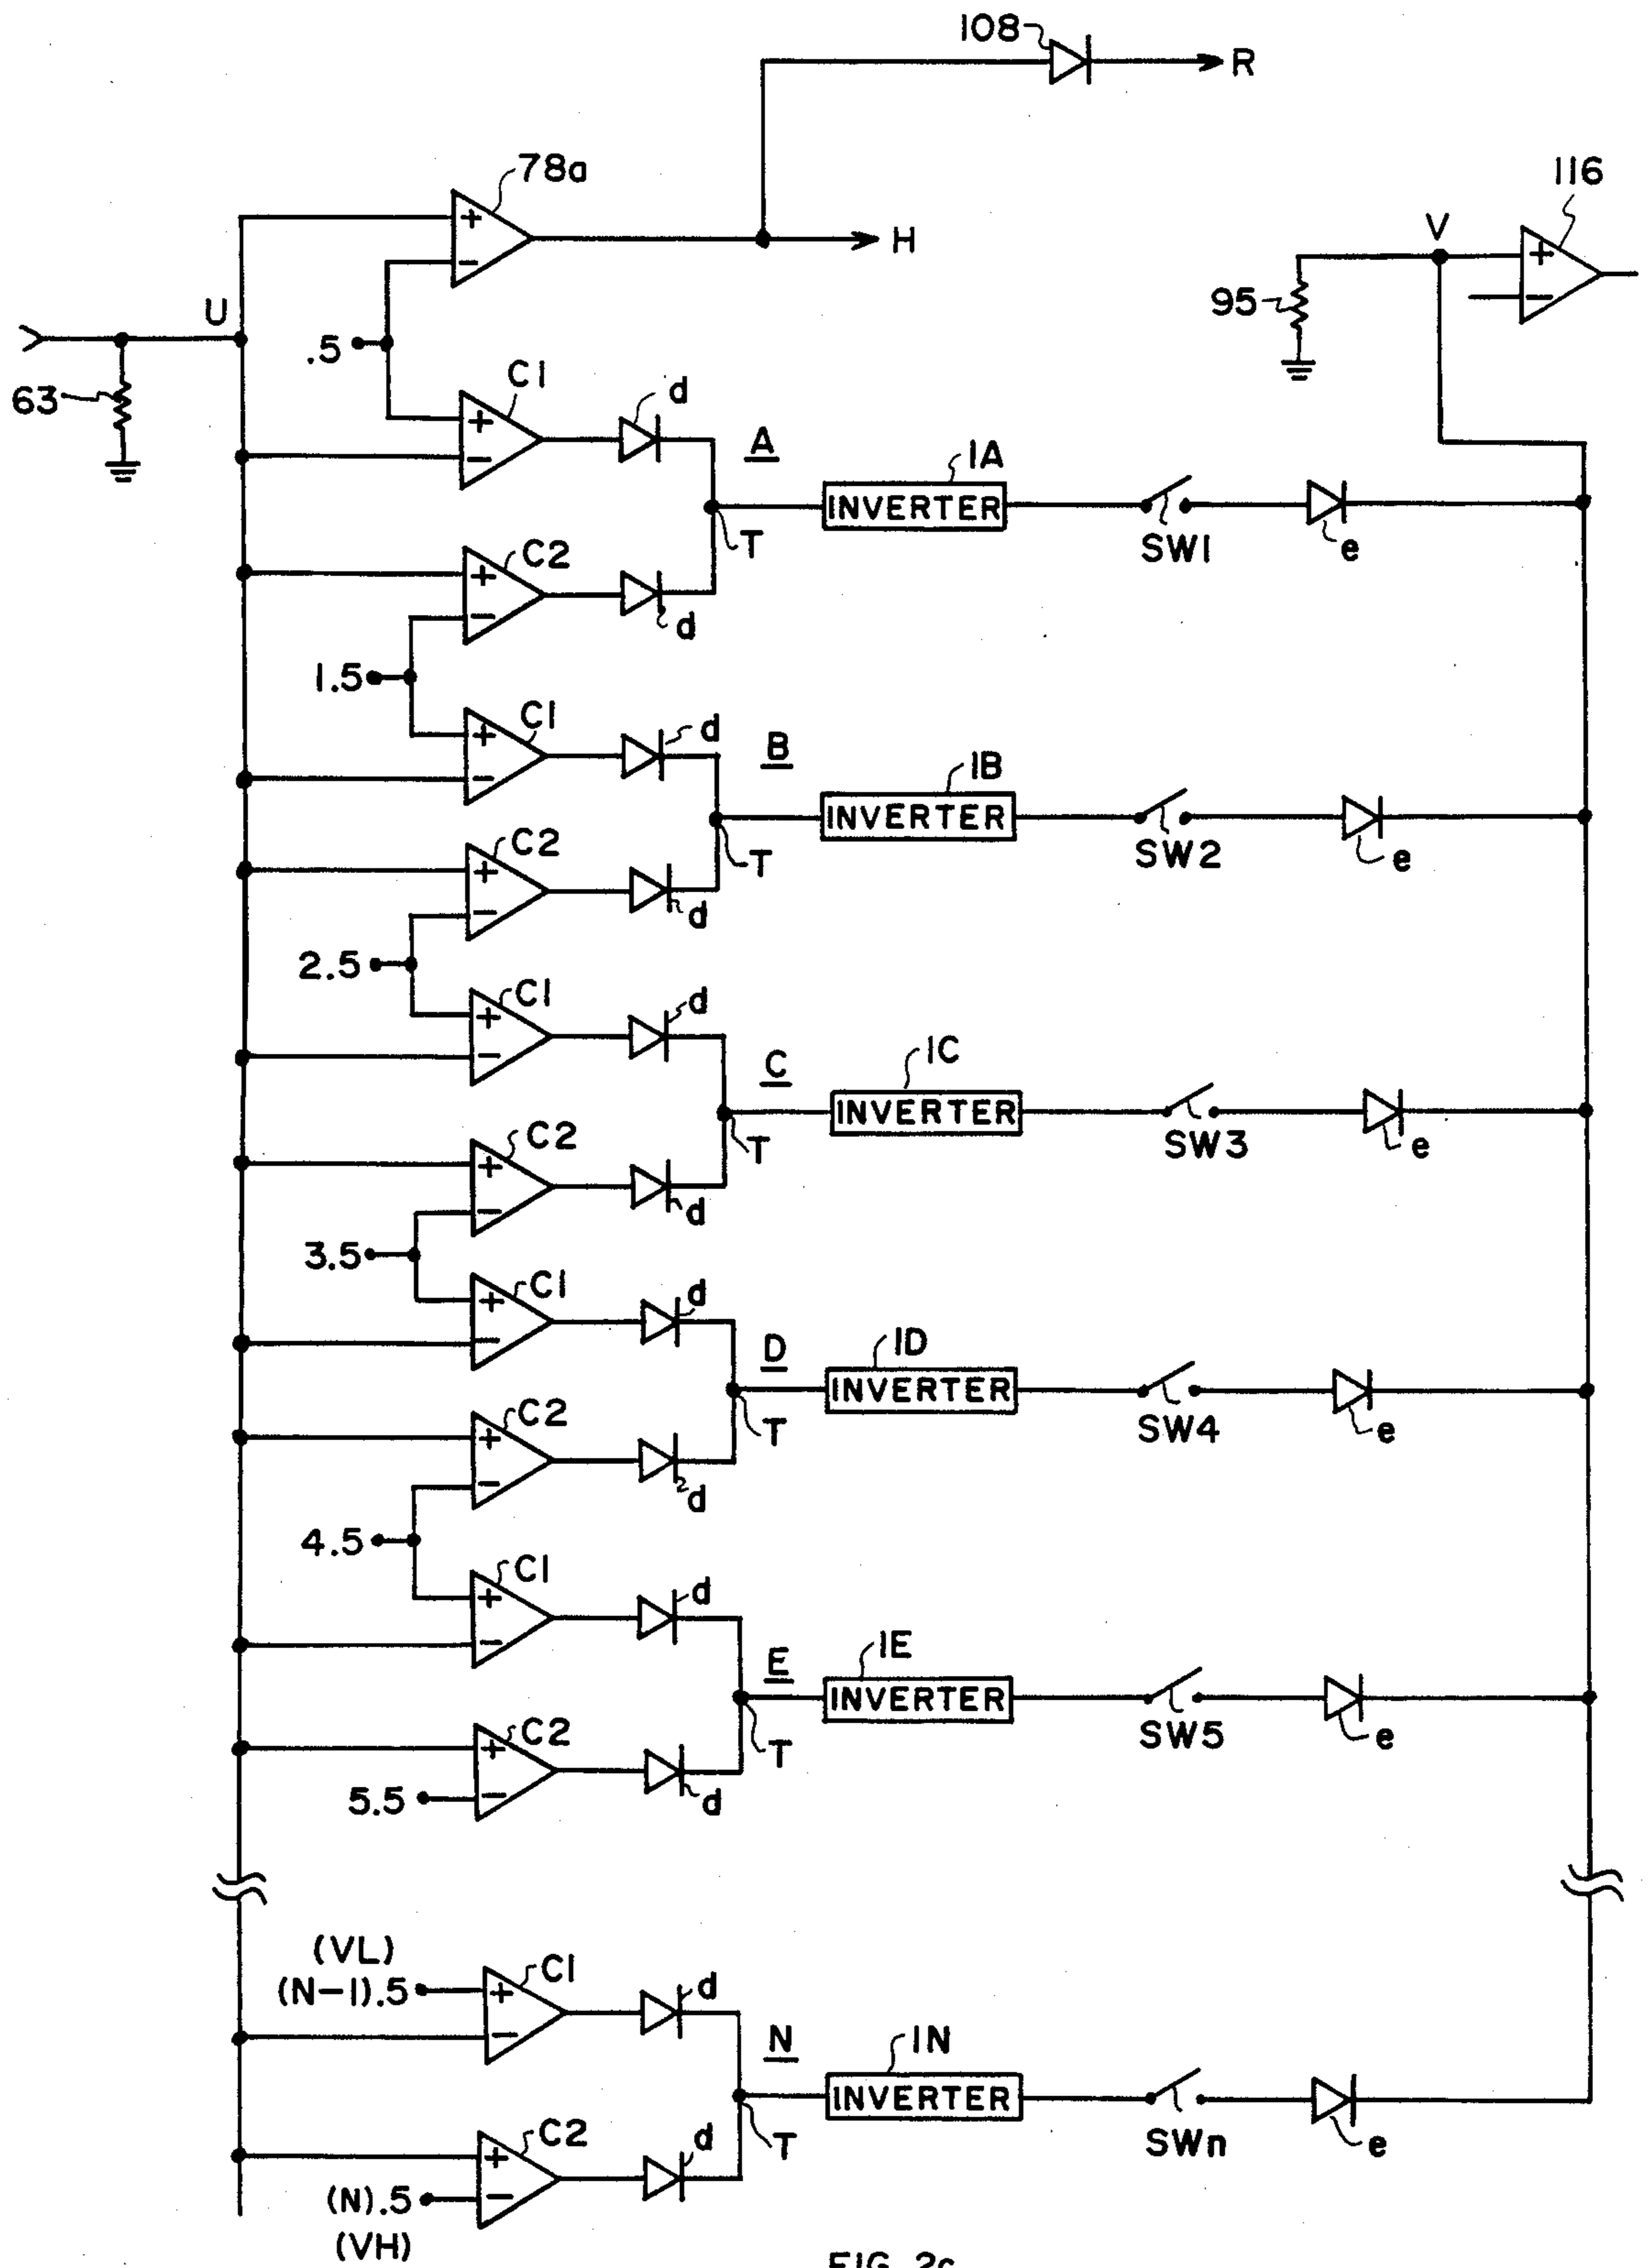 108
R
78a
116
H
V
U
95
.5
63
C1
d
A
1A
INVERTER
T
SW1
e
C2
d
1.5
C1
d
B
1B
INVERTER
T
SW2
e
C2
d
2.5
C1
d
C
1C
INVERTER
T
SW3
e
C2
d
3.5
C1
d
D
1D
INVERTER
T
SW4
e
C2
d
4.5
C1
d
E
1E
INVERTER
T
SW5
e
C2
d
5.5
(VL)
(N-1).5
C1
d
N
1N
INVERTER
T
SWn
e
C2
d
(N).5
(VH)
FIG. 2c